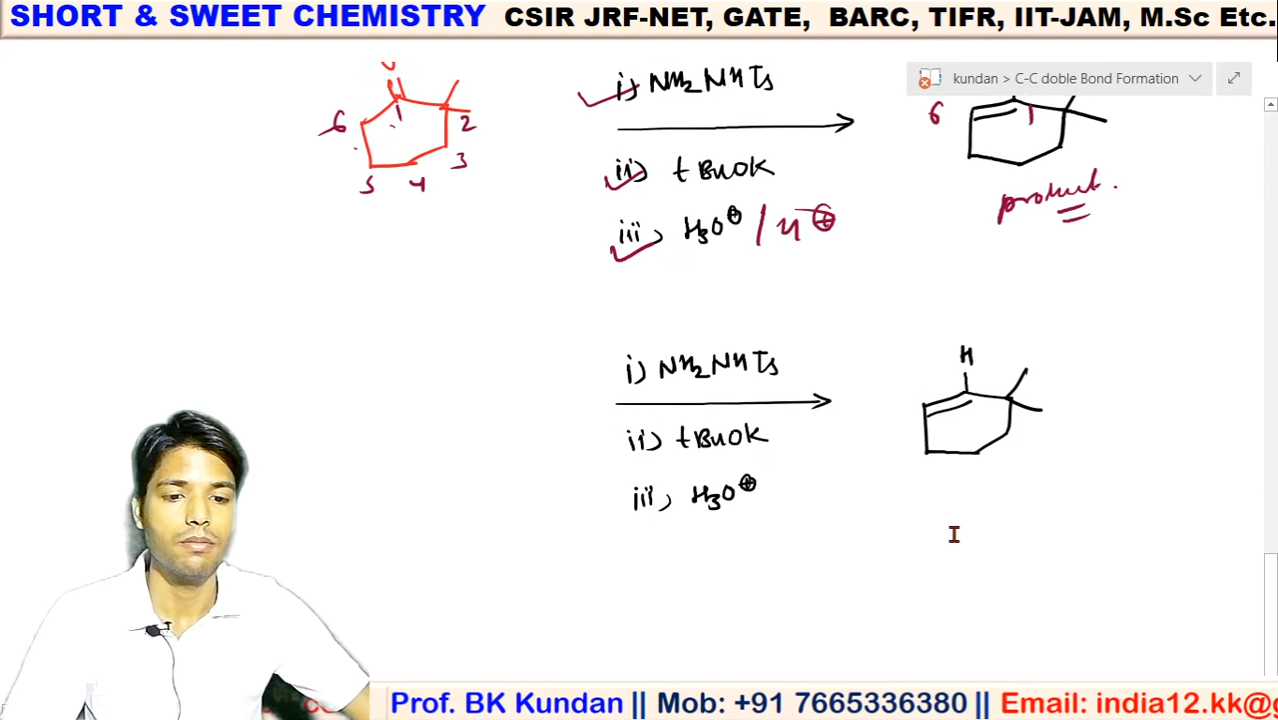 SHORT & SWEET CHEMISTRY CSIR JRF-NET, GATE, BARC, TIFR, IIT-JAM, M.Sc Etc.
kundan > C-C doble Bond Formation
i) NH2NHTs
6 1 2 3 4 5
6 1
ii) tBuOK
product.
iii, H3O⊕ / H⊕
i) NH2NHTs
H
ii) tBuOK
iii, H3O⊕
Prof. BK Kundan || Mob: +91 7665336380 || Email: india12.kk@g